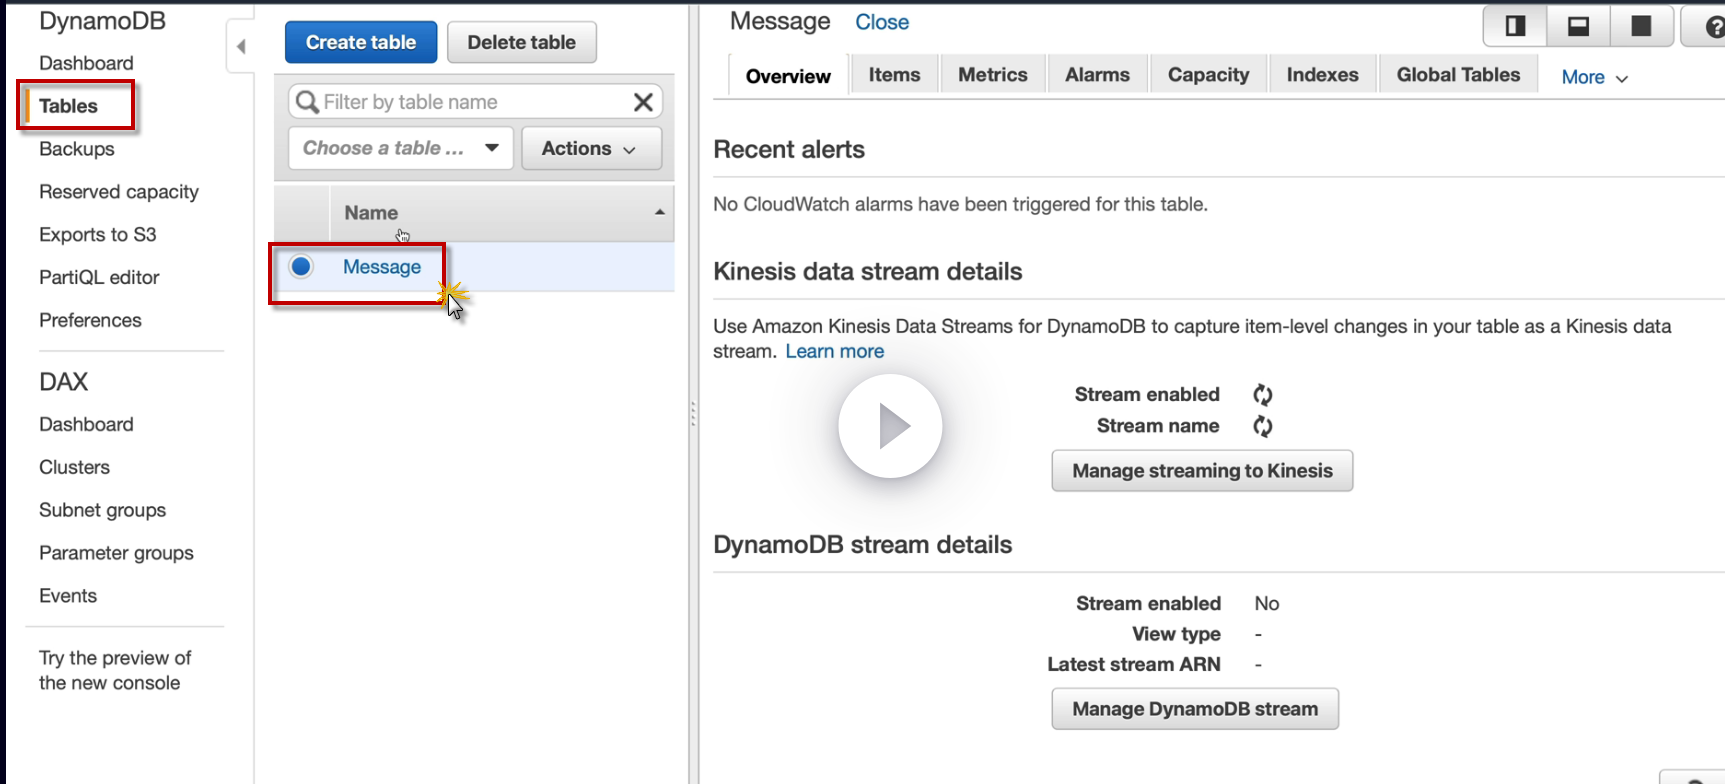 DynamoDB
Dashboard
Tables
Backups
Reserved capacity
Exports to S3
PartiQL editor
Preferences
DAX
Dashboard
Clusters
Subnet groups
Parameter groups
Events
Try the preview of
the new console
Create table
Delete table
Filter by table name
Choose a table ...
Actions
Name
Message
Message
Close
Overview
Items
Metrics
Alarms
Capacity
Indexes
Global Tables
More
Recent alerts
No CloudWatch alarms have been triggered for this table.
Kinesis data stream details
Use Amazon Kinesis Data Streams for DynamoDB to capture item-level changes in your table as a Kinesis data
stream. Learn more
Stream enabled
Stream name
Manage streaming to Kinesis
DynamoDB stream details
Stream enabled No
View type -
Latest stream ARN -
Manage DynamoDB stream